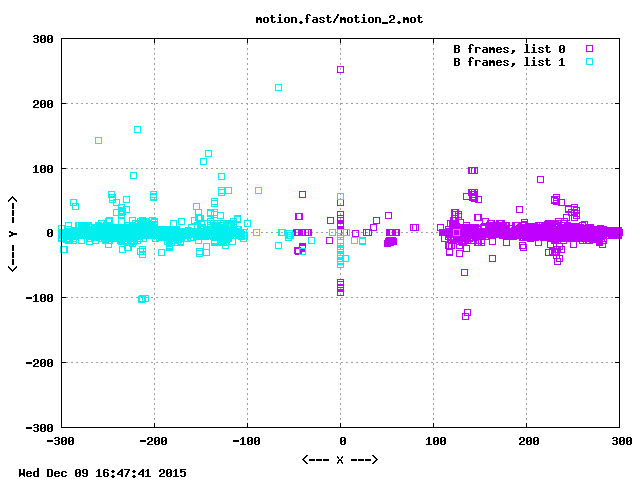 motion.fast/motion_2.mot
B frames, list 0
B frames, list 1
300
200
100
0
-100
-200
-300
<--- Y --->
-300 -200 -100 0 100 200 300
<--- X --->
Wed Dec 09 16:47:41 2015